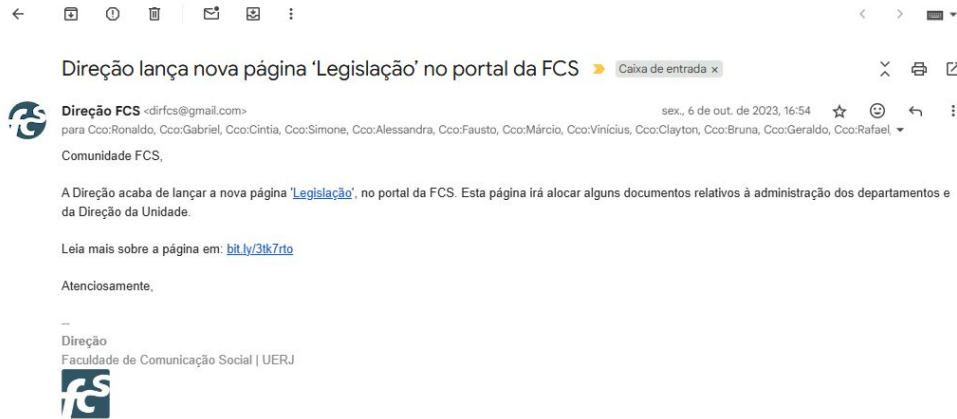 Direção lança nova página ‘Legislação’ no portal da FCS Caixa de entrada ×
fcs
Direção FCS <dirfcs@gmail.com> sex., 6 de out. de 2023, 16:54
para Cco:Ronaldo, Cco:Gabriel, Cco:Cintia, Cco:Simone, Cco:Alessandra, Cco:Fausto, Cco:Márcio, Cco:Vinícius, Cco:Clayton, Cco:Bruna, Cco:Geraldo, Cco:Rafael,
Comunidade FCS,
A Direção acaba de lançar a nova página 'Legislação', no portal da FCS. Esta página irá alocar alguns documentos relativos à administração dos departamentos e
da Direção da Unidade.
Leia mais sobre a página em: bit.ly/3tk7rto
Atenciosamente,
--
Direção
Faculdade de Comunicação Social | UERJ
fcs